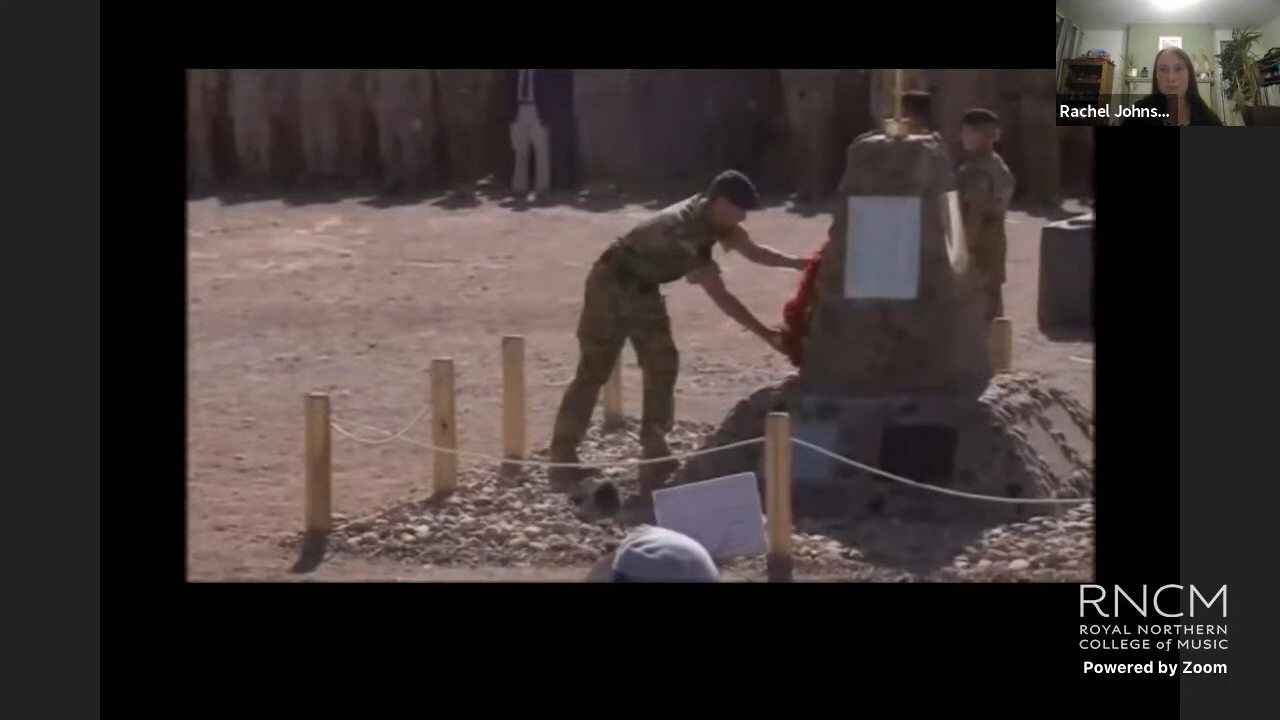 Rachel Johns...
RNCM
ROYAL NORTHERN
COLLEGE of MUSIC
Powered by Zoom